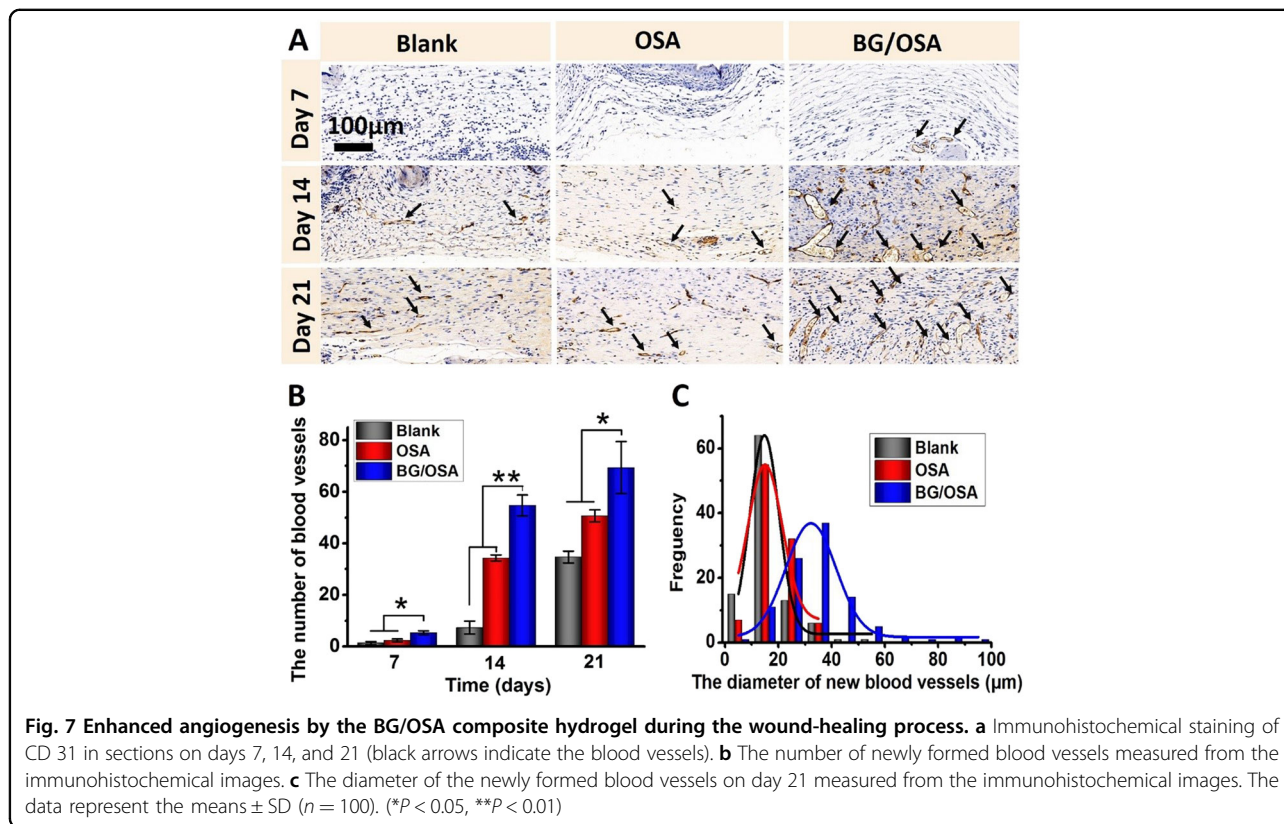 A
Blank OSA BG/OSA
Day 7
100µm
Day 14
Day 21
B
The number of blood vessels
80
60
40
20
0
Blank
OSA
BG/OSA
*
**
*
7 14 21
Time (days)
C
Freguency
60
40
20
0
Blank
OSA
BG/OSA
0 20 40 60 80 100
The diameter of new blood vessels (µm)
Fig. 7 Enhanced angiogenesis by the BG/OSA composite hydrogel during the wound-healing process. a Immunohistochemical staining of
CD 31 in sections on days 7, 14, and 21 (black arrows indicate the blood vessels). b The number of newly formed blood vessels measured from the
immunohistochemical images. c The diameter of the newly formed blood vessels on day 21 measured from the immunohistochemical images. The
data represent the means ± SD (n = 100). (*P < 0.05, **P < 0.01)